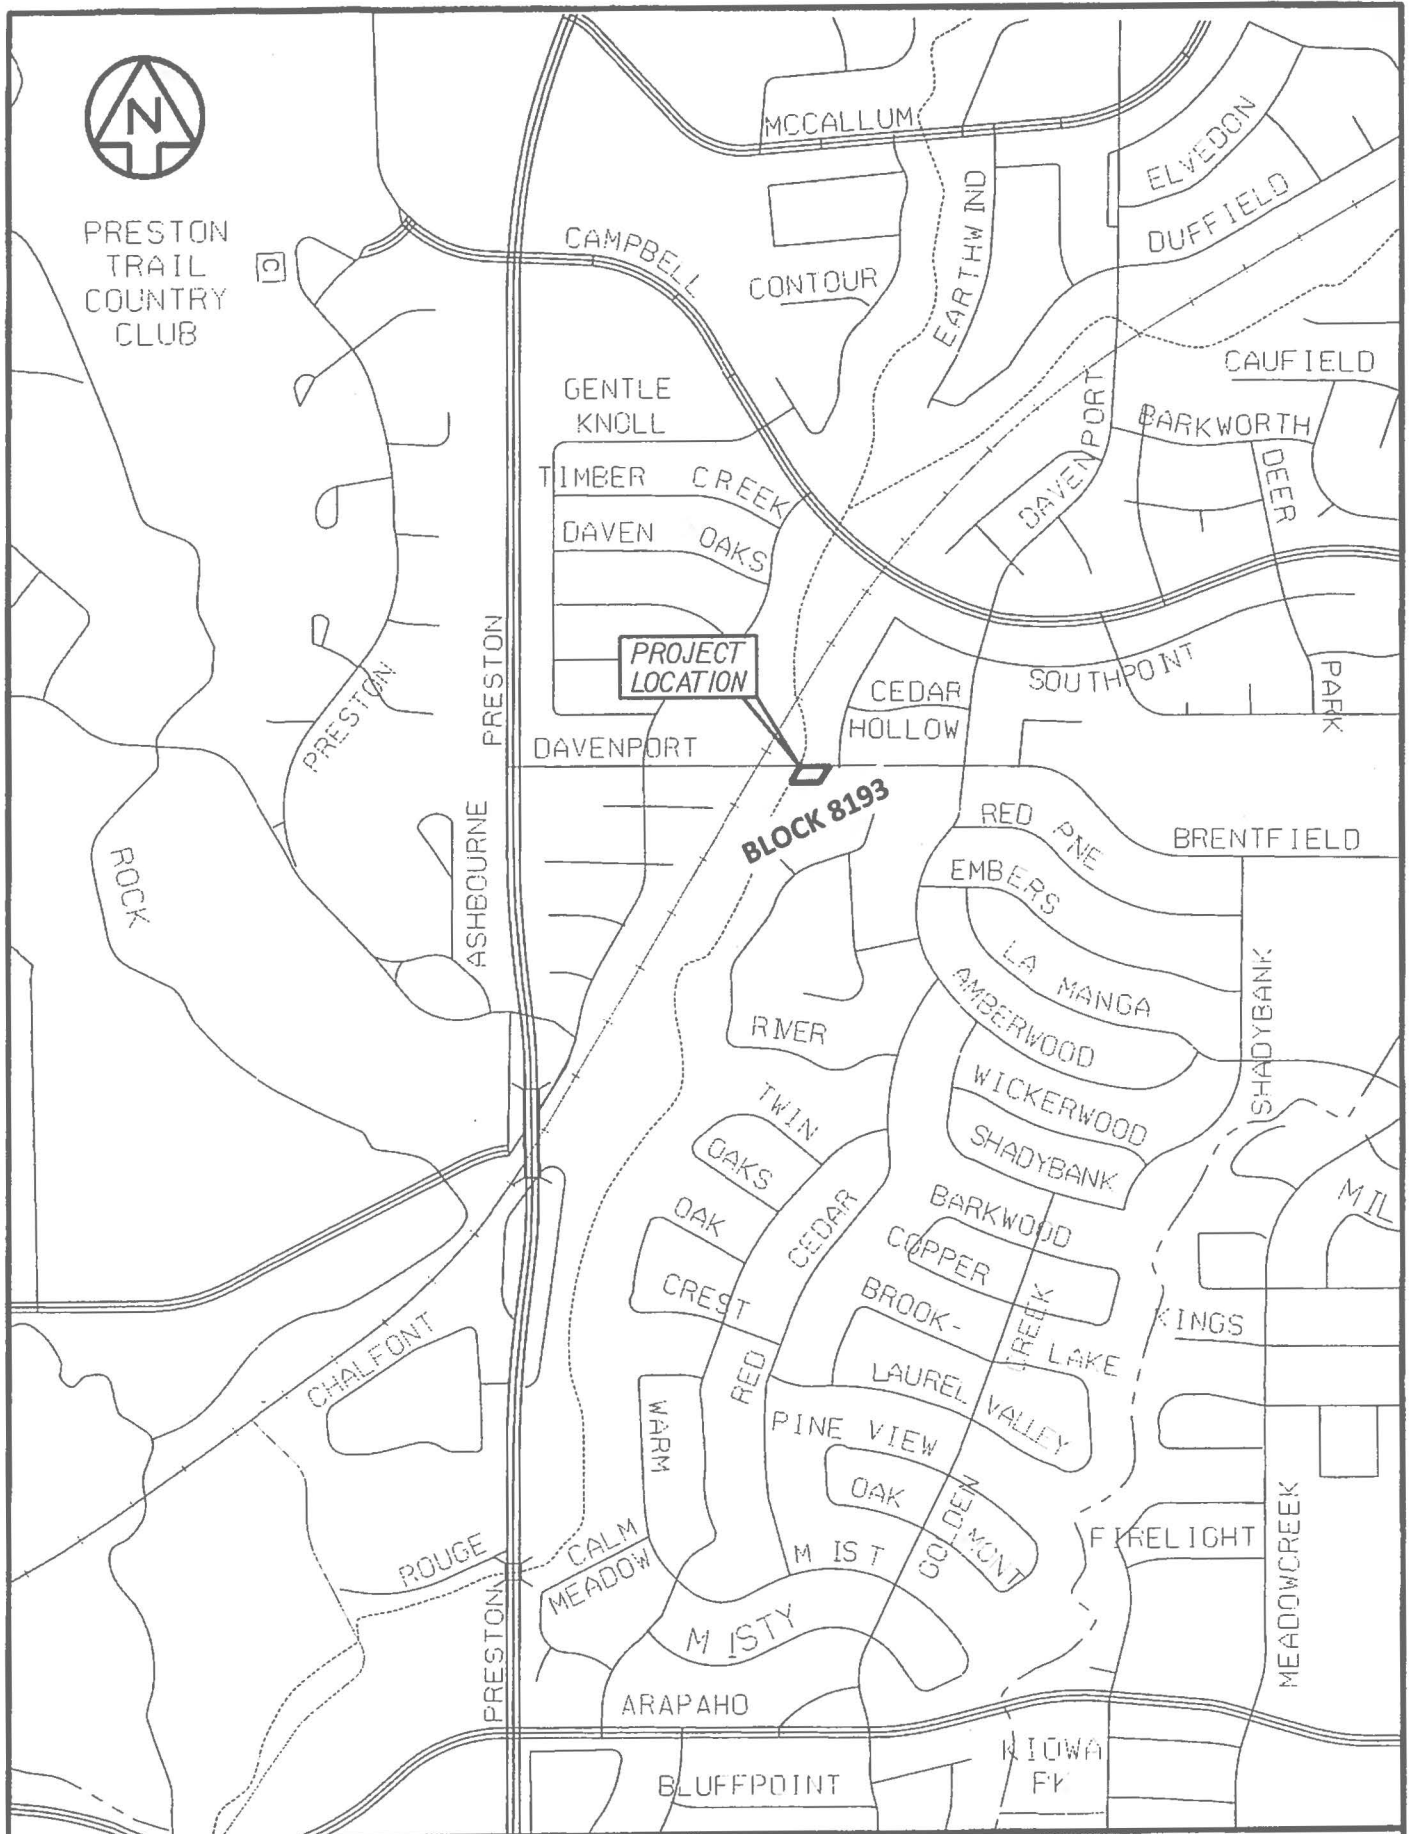 N
MCCALLUM
ELVEDON
PRESTON
TRAIL
COUNTRY
CLUB
C
CAMPBELL
CONTOUR
EARTHWIND
DUFFIELD
GENTLE
KNOLL
CAUFIELD
BARKWORTH
TIMBER CREEK
DAVENPORT
DEER
DAVEN OAKS
PRESTON
PRESTON
PROJECT
LOCATION
CEDAR
HOLLOW
SOUTHPOINT
PARK
DAVENPORT
BLOCK 8193
RED PINE
BRENTFIELD
ROCK
ASHBOURNE
EMBERS
LA MANGA
SHADYBANK
AMBERWOOD
RIVER
WICKERWOOD
TWIN
OAKS
SHADYBANK
MIL
OAK
CREST
CEDAR
BARKWOOD
COPPER
BROOK-
LAKE
CREEK
KINGS
CHALFONT
RED
LAUREL VALLEY
WARM
PINE VIEW
OAK
MONT
GOLDEN
FIRELIGHT
MEADOWCREEK
ROUGE
CALM
MEADOW
MIST
MISTY
PRESTON
ARAPAHO
KIOWA
BLUFFPOINT